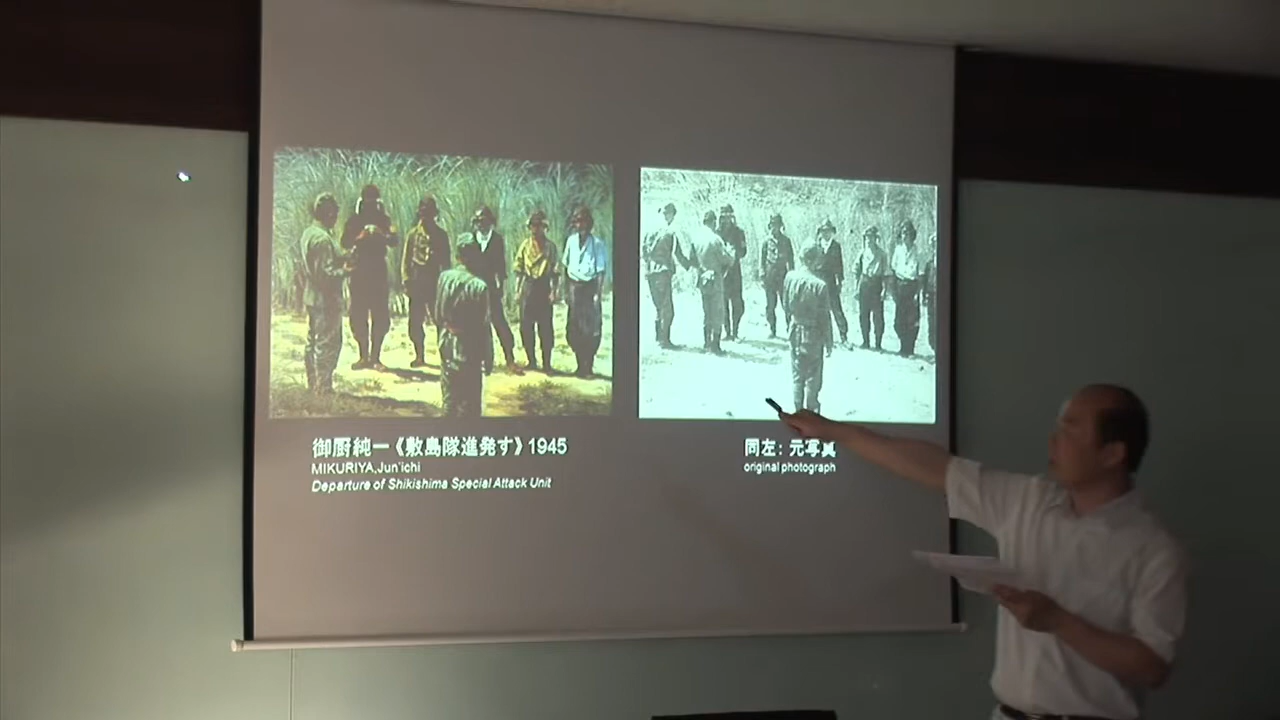 御厨純一《敷島隊進発す》1945
MIKURIYA,Jun'ichi
Departure of Shikishima Special Attack Unit
同左：元写真
original photograph